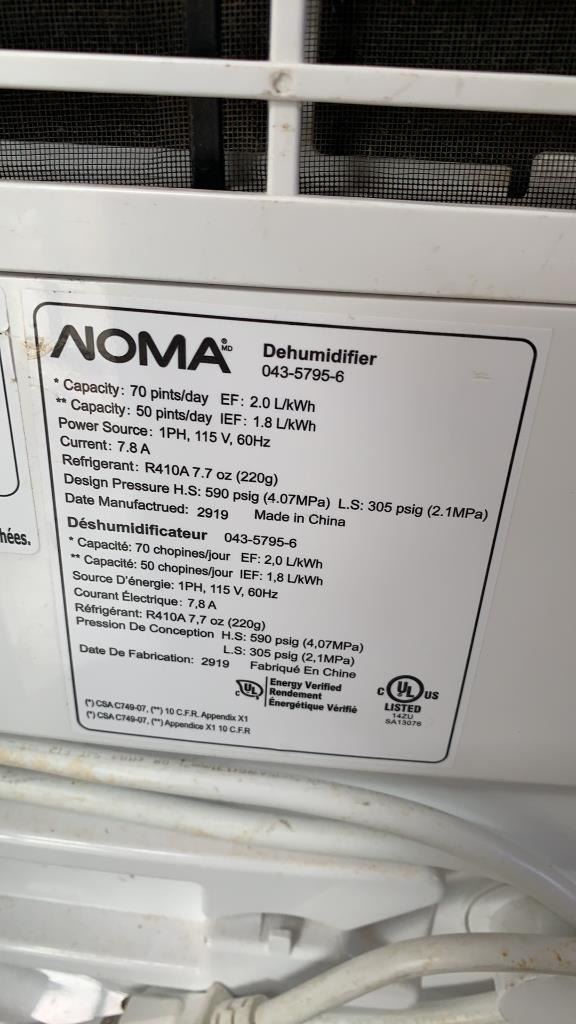 NOMA MD
Dehumidifier
043-5795-6
* Capacity: 70 pints/day EF: 2.0 L/kWh
** Capacity: 50 pints/day IEF: 1.8 L/kWh
Power Source: 1PH, 115 V, 60Hz
Current: 7.8 A
Refrigerant: R410A 7.7 oz (220g)
Design Pressure H.S: 590 psig (4.07MPa) L.S: 305 psig (2.1MPa)
Date Manufactrued: 2919 Made in China
Déshumidificateur 043-5795-6
* Capacité: 70 chopines/jour EF: 2,0 L/kWh
** Capacité: 50 chopines/jour IEF: 1,8 L/kWh
Source D'énergie: 1PH, 115 V, 60Hz
Courant Électrique: 7,8 A
Réfrigérant: R410A 7,7 oz (220g)
Pression De Conception H.S: 590 psig (4,07MPa)
L.S: 305 psig (2,1MPa)
Date De Fabrication: 2919 Fabriqué En Chine
c UL
Energy Verified
Rendement
Énergétique Vérifié
(*) CSA C749-07, (**) 10 C.F.R. Appendix X1
(*) CSA C749-07, (**) Appendice X1 10 C.F.R
C UL US
LISTED
14ZU
SA13076
hées.